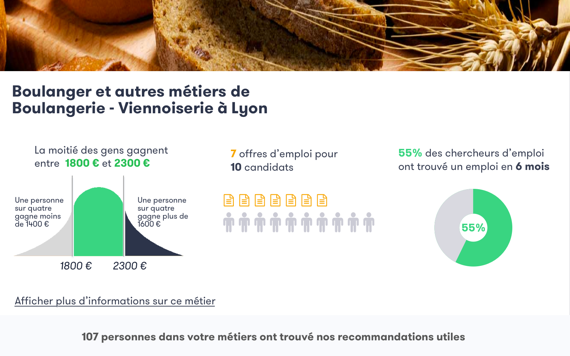 Boulanger et autres métiers de
Boulangerie - Viennoiserie à Lyon
La moitié des gens gagnent
entre 1800 € et 2300 €
Une personne
sur quatre
gagne moins
de 1400 €
Une personne
sur quatre
gagne plus de
1600 €
1800 €
2300 €
7 offres d'emploi pour
10 candidats
55% des chercheurs d'emploi
ont trouvé un emploi en 6 mois
55%
Afficher plus d'informations sur ce métier
107 personnes dans votre métiers ont trouvé nos recommandations utiles